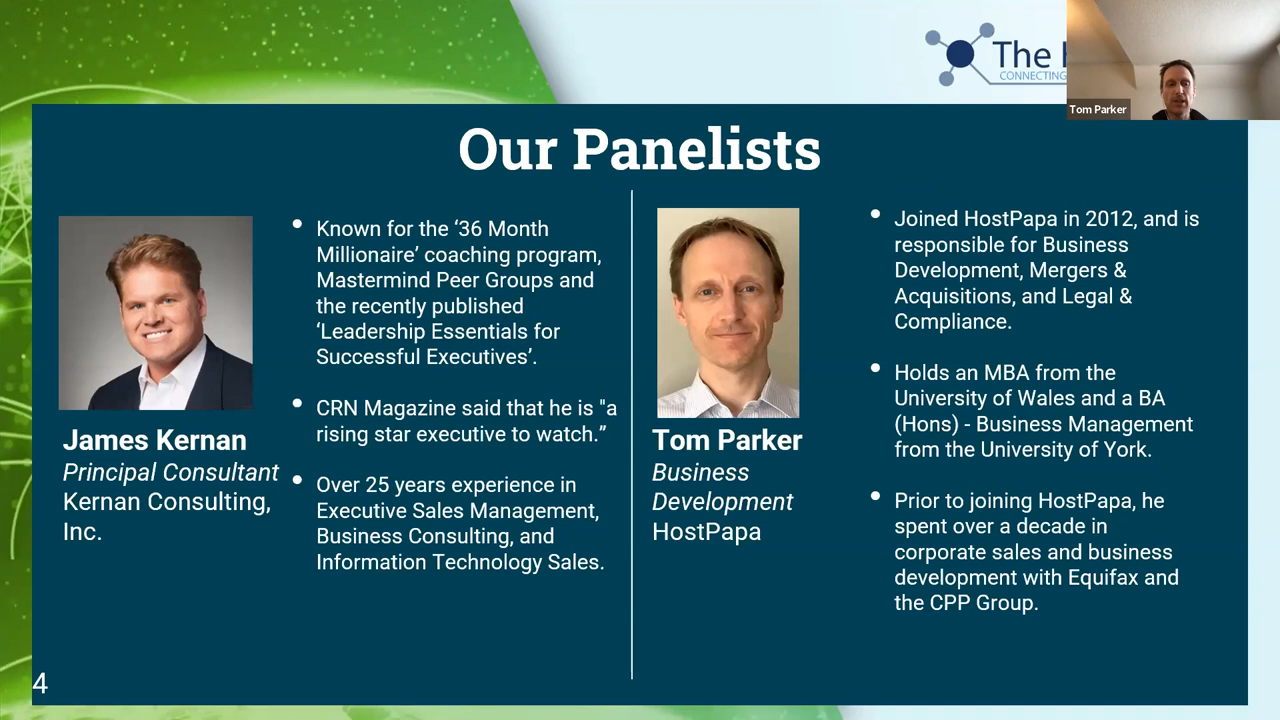 The
CONNECTING
Tom Parker
Our Panelists
James Kernan
Principal Consultant
Kernan Consulting,
Inc.
• Known for the ‘36 Month
Millionaire’ coaching program,
Mastermind Peer Groups and
the recently published
‘Leadership Essentials for
Successful Executives’.
• CRN Magazine said that he is "a
rising star executive to watch.”
• Over 25 years experience in
Executive Sales Management,
Business Consulting, and
Information Technology Sales.
Tom Parker
Business
Development
HostPapa
• Joined HostPapa in 2012, and is
responsible for Business
Development, Mergers &
Acquisitions, and Legal &
Compliance.
• Holds an MBA from the
University of Wales and a BA
(Hons) - Business Management
from the University of York.
• Prior to joining HostPapa, he
spent over a decade in
corporate sales and business
development with Equifax and
the CPP Group.
4